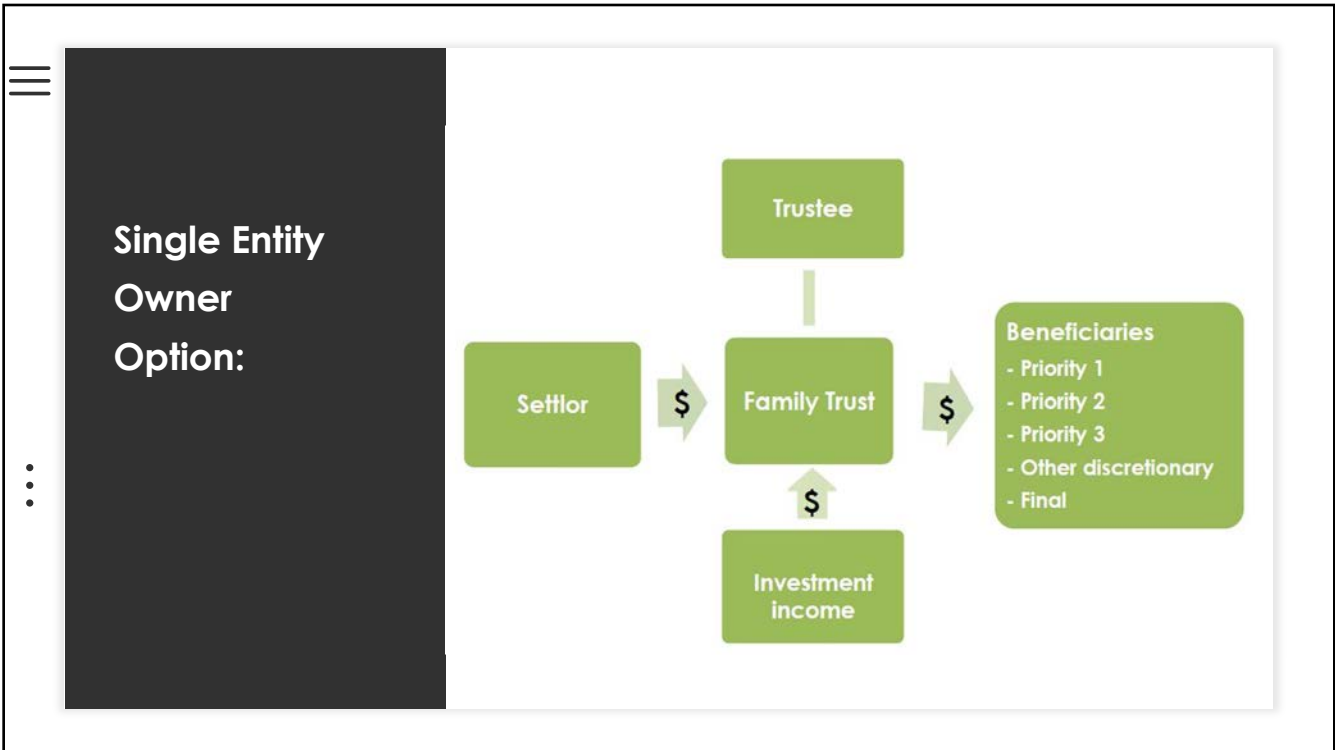 Single Entity
Owner
Option:
Trustee
Settlor
$
Family Trust
$
Beneficiaries
- Priority 1
- Priority 2
- Priority 3
- Other discretionary
- Final
$
Investment
income